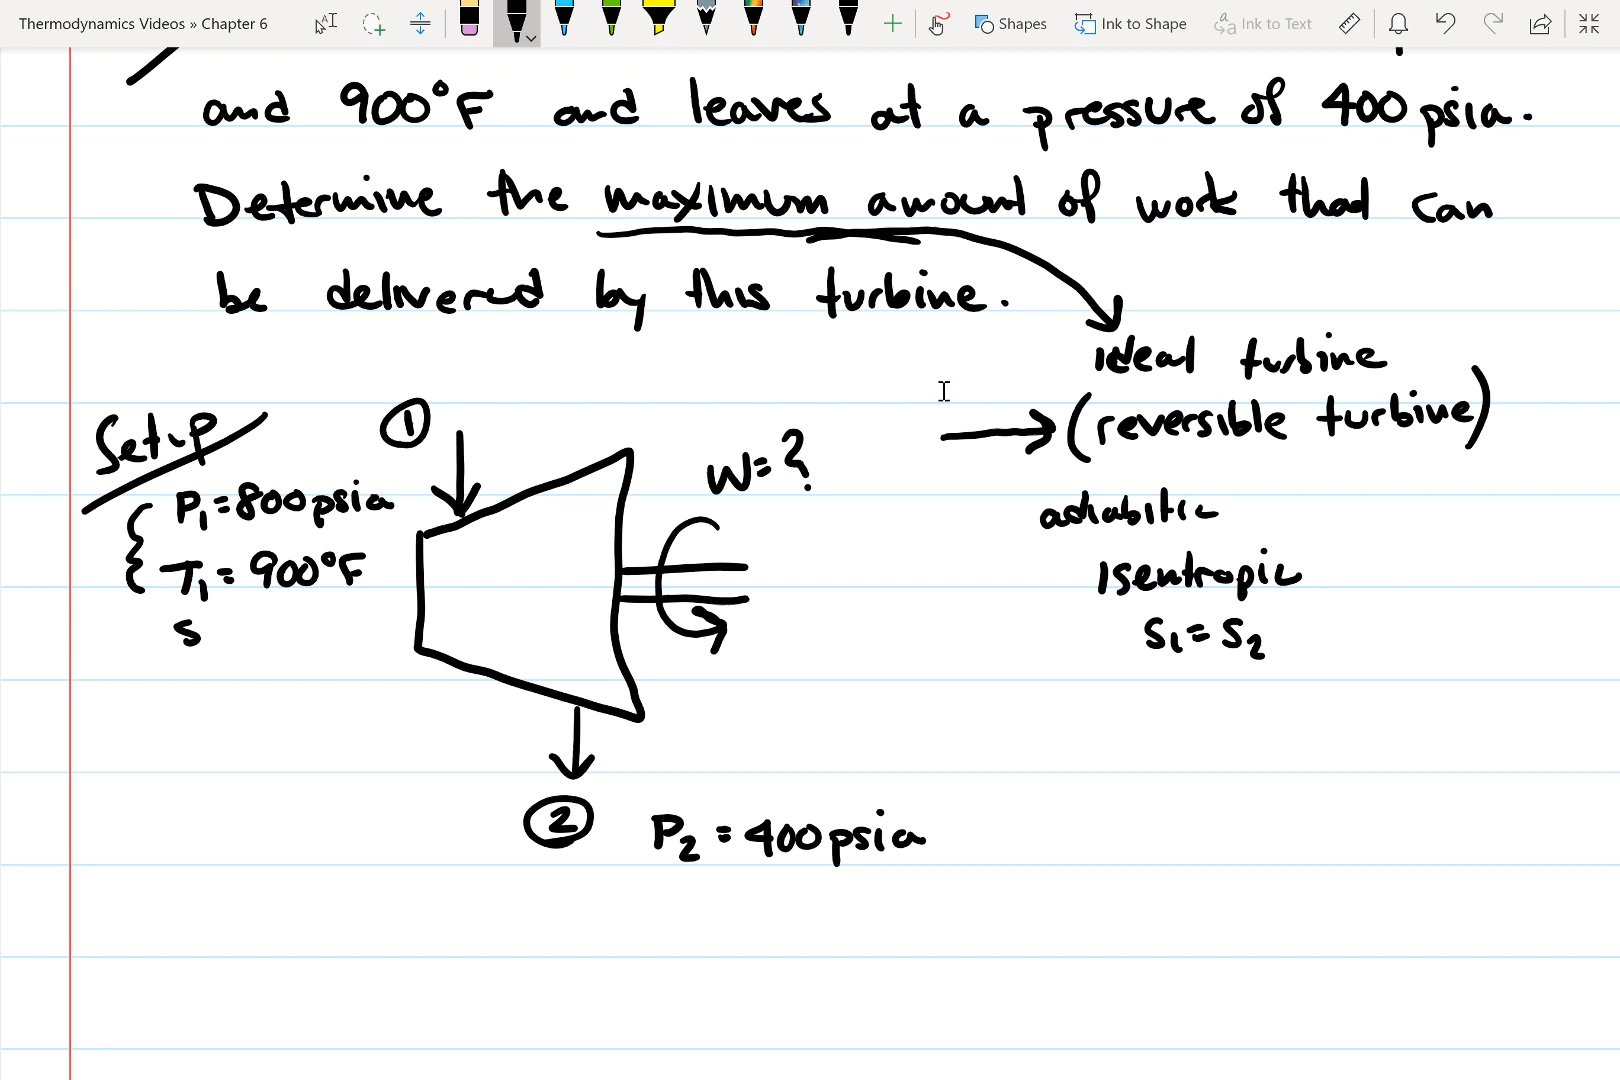 Thermodynamics Videos » Chapter 6
Shapes
Ink to Shape
Ink to Text
and 900°F and leaves at a pressure of 400 psia.
Determine the maximum amount of work that can
be delivered by this turbine.
ideal turbine
(reversible turbine)
Setup
1
W=?
P1=800psia
T1=900°F
s
adiabitic
Isentropic
S1=S2
2
P2=400psia